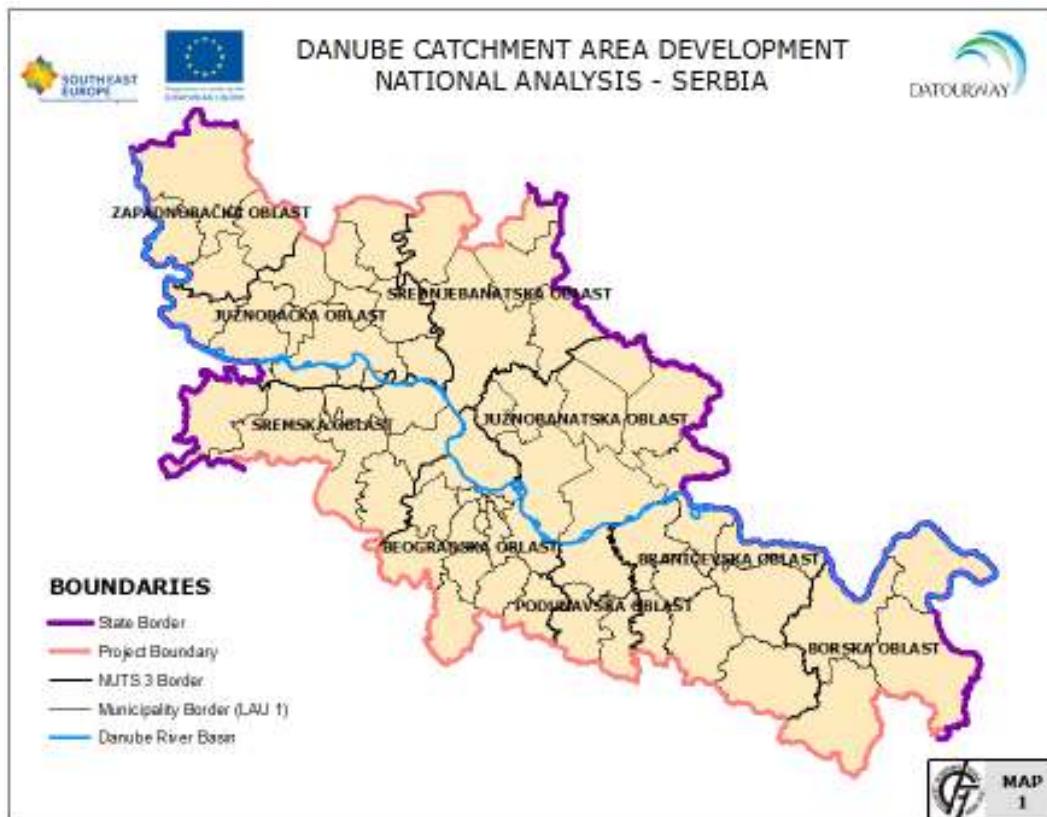 SOUTHEAST
EUROPE
EUROPEAN UNION
DANUBE CATCHMENT AREA DEVELOPMENT
NATIONAL ANALYSIS - SERBIA
DATOURWAY
ZAPADNOBAČKA OBLAST
SREDNJEBANATSKA OBLAST
JUŽNOBAČKA OBLAST
JUŽNOBANATSKA OBLAST
SREMSKA OBLAST
BEOGRADSKA OBLAST
BRANIČEVSKA OBLAST
PODUNAVSKA OBLAST
BORSKA OBLAST
BOUNDARIES
State Border
Project Boundary
NUTS 3 Border
Municipality Border (LAU 1)
Danube River Basin
MAP
1